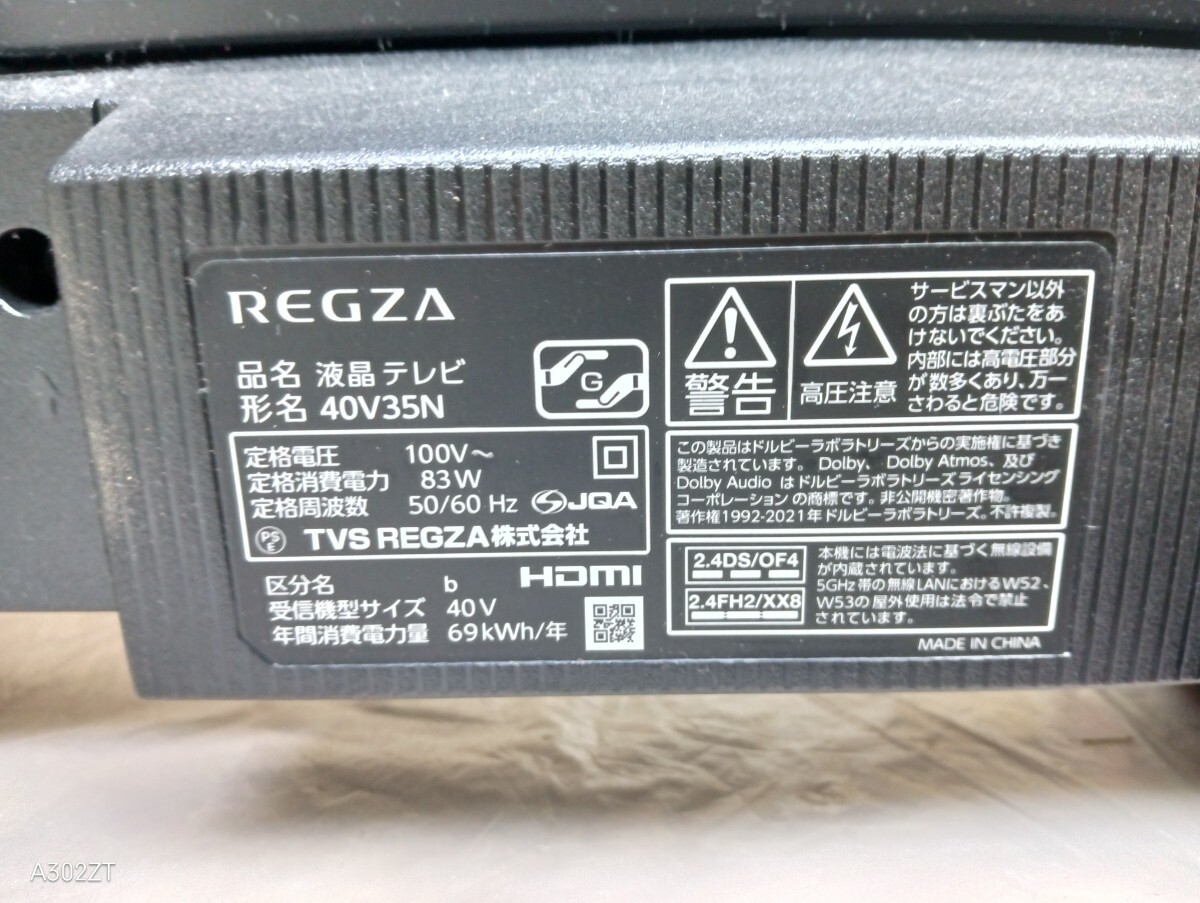 REGZA
品名 液晶テレビ
形名 40V35N
G
定格電圧 100V～
定格消費電力 83W
定格周波数 50/60 Hz
JQA
PSE
TVS REGZA株式会社
区分名 b
HDMI
受信機型サイズ 40V
年間消費電力量 69kWh/年
警告
高圧注意
サービスマン以外
の方は裏ぶたをあ
けないでください。
内部には高電圧部分
が数多くあり、万一
さわると危険です。
この製品はドルビーラボラトリーズからの実施権に基づき
製造されています。 Dolby、 Dolby Atmos、及び
Dolby Audio はドルビーラボラトリーズライセンシング
コーポレーションの商標です。非公開機密著作物。
著作権1992-2021年ドルビーラボラトリーズ。不許複製。
2.4DS/OF4
2.4FH2/XX8
本機には電波法に基づく無線設備
が内蔵されています。
5GHz帯の無線LANにおけるW52、
W53の屋外使用は法令で禁止
されています。
MADE IN CHINA
A302ZT